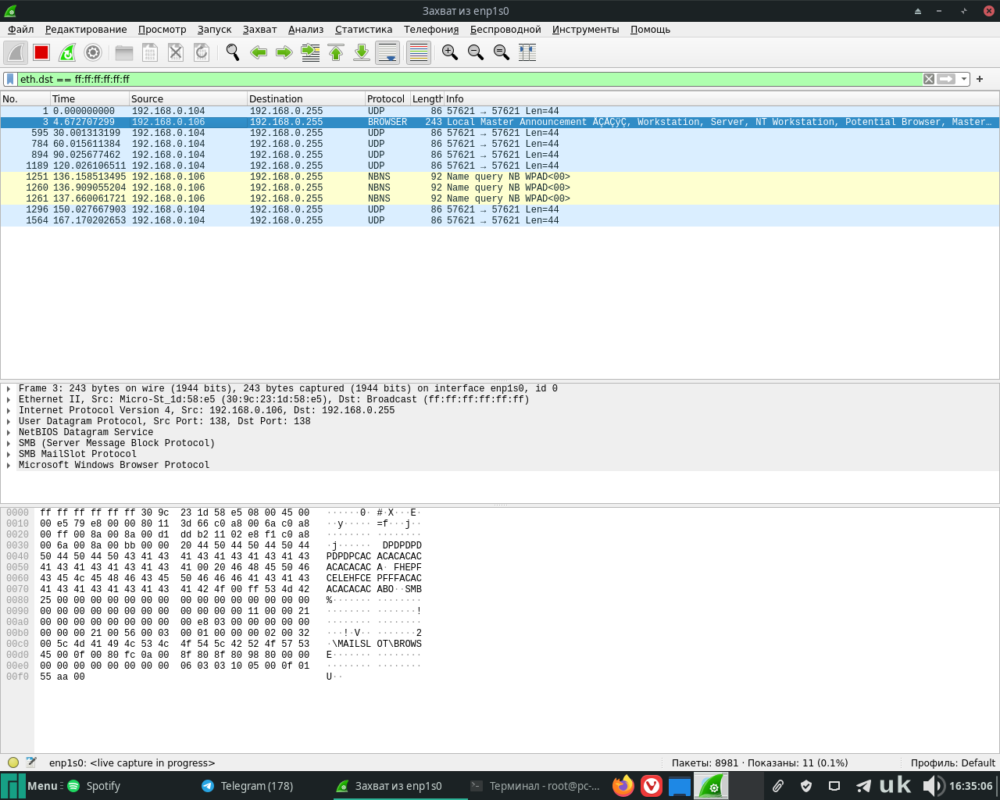 Захват из enp1s0
Файл Редактирование Просмотр Запуск Захват Анализ Статистика Телефония Беспроводной Инструменты Помощь
eth.dst == ff:ff:ff:ff:ff:ff
No. Time Source Destination Protocol Length Info
1 0.000000000 192.168.0.104 192.168.0.255 UDP 86 57621 → 57621 Len=44
3 4.672707299 192.168.0.106 192.168.0.255 BROWSER 243 Local Master Announcement ÅÇÅÇÿÇ, Workstation, Server, NT Workstation, Potential Browser, Master…
595 30.001313199 192.168.0.104 192.168.0.255 UDP 86 57621 → 57621 Len=44
784 60.015611384 192.168.0.104 192.168.0.255 UDP 86 57621 → 57621 Len=44
894 90.025677462 192.168.0.104 192.168.0.255 UDP 86 57621 → 57621 Len=44
1189 120.026106511 192.168.0.104 192.168.0.255 UDP 86 57621 → 57621 Len=44
1251 136.158513495 192.168.0.106 192.168.0.255 NBNS 92 Name query NB WPAD<00>
1260 136.909055204 192.168.0.106 192.168.0.255 NBNS 92 Name query NB WPAD<00>
1261 137.660061721 192.168.0.106 192.168.0.255 NBNS 92 Name query NB WPAD<00>
1296 150.027667903 192.168.0.104 192.168.0.255 UDP 86 57621 → 57621 Len=44
1564 167.170202653 192.168.0.104 192.168.0.255 UDP 86 57621 → 57621 Len=44
Frame 3: 243 bytes on wire (1944 bits), 243 bytes captured (1944 bits) on interface enp1s0, id 0
Ethernet II, Src: Micro-St_1d:58:e5 (30:9c:23:1d:58:e5), Dst: Broadcast (ff:ff:ff:ff:ff:ff)
Internet Protocol Version 4, Src: 192.168.0.106, Dst: 192.168.0.255
User Datagram Protocol, Src Port: 138, Dst Port: 138
NetBIOS Datagram Service
SMB (Server Message Block Protocol)
SMB MailSlot Protocol
Microsoft Windows Browser Protocol
0000 ff ff ff ff ff ff 30 9c 23 1d 58 e5 08 00 45 00 ······0· #·X···E·
0010 00 e5 79 e8 00 00 80 11 3d 66 c0 a8 00 6a c0 a8 ··y····· =f···j··
0020 00 ff 00 8a 00 8a 00 d1 dd b2 11 02 e8 f1 c0 a8 ········ ········
0030 00 6a 00 8a 00 bb 00 00 20 44 50 44 50 44 50 44 ·j······ DPDPDPD
0040 50 44 50 44 50 43 41 43 41 43 41 43 41 43 41 43 PDPDPCAC ACACACAC
0050 41 43 41 43 41 43 41 43 41 00 20 46 48 45 50 46 ACACACAC A· FHEPF
0060 43 45 4c 45 48 46 43 45 50 46 46 46 41 43 41 43 CELEHFCE PFFFACAC
0070 41 43 41 43 41 43 41 43 41 42 4f 00 ff 53 4d 42 ACACACAC ABO··SMB
0080 25 00 00 00 00 00 00 00 00 00 00 00 00 00 00 00 %······· ········
0090 00 00 00 00 00 00 00 00 00 00 00 00 11 00 00 21 ········ ·······!
00a0 00 00 00 00 00 00 00 00 00 e8 03 00 00 00 00 00 ········ ········
00b0 00 00 00 21 00 56 00 03 00 01 00 00 00 02 00 32 ···!·V·· ·······2
00c0 00 5c 4d 41 49 4c 53 4c 4f 54 5c 42 52 4f 57 53 ·\MAILSL OT\BROWS
00d0 45 00 0f 00 80 fc 0a 00 8f 80 8f 80 98 80 00 00 E······· ········
00e0 00 00 00 00 00 00 00 00 06 03 03 10 05 00 0f 01 ········ ········
00f0 55 aa 00 U··
enp1s0: <live capture in progress> Пакеты: 8981 · Показаны: 11 (0.1%) Профиль: Default
Menu Spotify Telegram (178) Захват из enp1s0 Терминал - root@pc-... uk 16:35:06